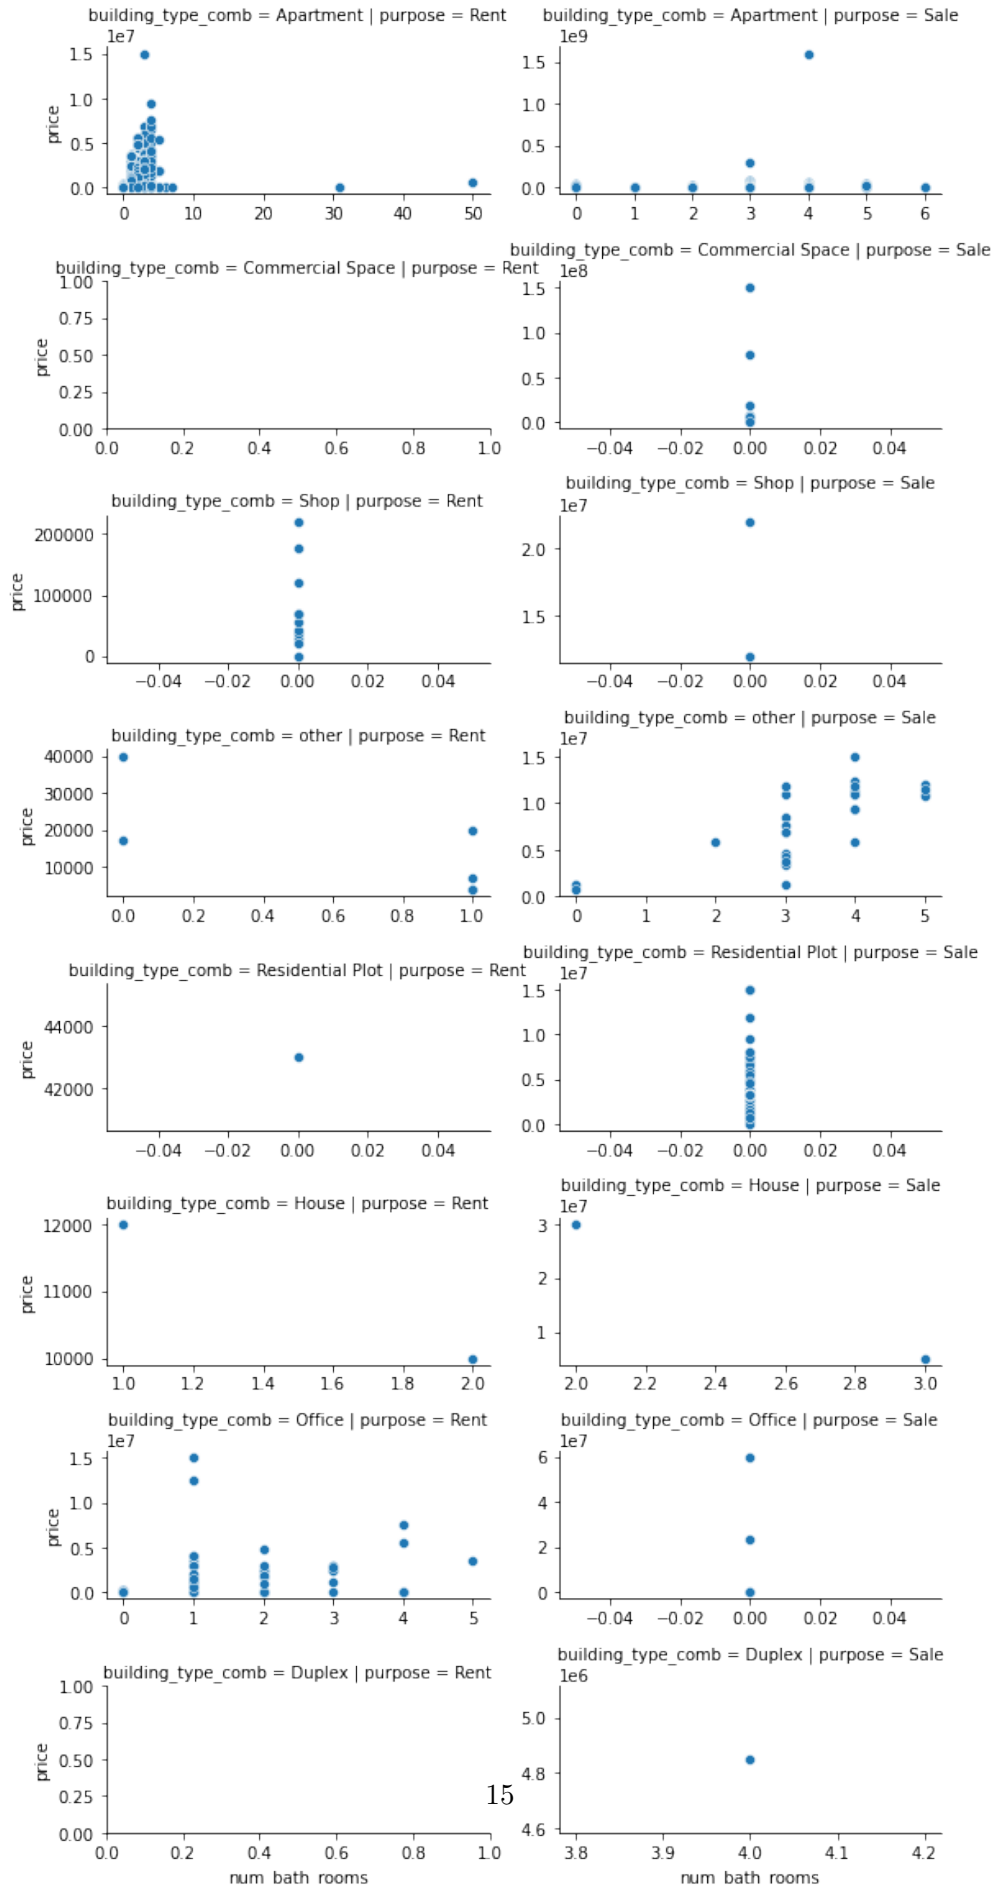 building_type_comb = Apartment | purpose = Rent
building_type_comb = Apartment | purpose = Sale
1e7
1e9
1.5
1.0
0.5
0.0
price
0 10 20 30 40 50
1.5
1.0
0.5
0.0
0 1 2 3 4 5 6
building_type_comb = Commercial Space | purpose = Rent
building_type_comb = Commercial Space | purpose = Sale
1e8
1.00
0.75
0.50
0.25
0.00
price
0.0 0.2 0.4 0.6 0.8 1.0
1.5
1.0
0.5
0.0
−0.04 −0.02 0.00 0.02 0.04
building_type_comb = Shop | purpose = Rent
building_type_comb = Shop | purpose = Sale
1e7
200000
100000
0
price
−0.04 −0.02 0.00 0.02 0.04
2.0
1.5
−0.04 −0.02 0.00 0.02 0.04
building_type_comb = other | purpose = Rent
building_type_comb = other | purpose = Sale
1e7
40000
30000
20000
10000
price
0.0 0.2 0.4 0.6 0.8 1.0
1.5
1.0
0.5
0.0
0 1 2 3 4 5
building_type_comb = Residential Plot | purpose = Rent
building_type_comb = Residential Plot | purpose = Sale
1e7
44000
42000
price
−0.04 −0.02 0.00 0.02 0.04
1.5
1.0
0.5
0.0
−0.04 −0.02 0.00 0.02 0.04
building_type_comb = House | purpose = Rent
building_type_comb = House | purpose = Sale
1e7
12000
11000
10000
price
1.0 1.2 1.4 1.6 1.8 2.0
3
2
1
2.0 2.2 2.4 2.6 2.8 3.0
building_type_comb = Office | purpose = Rent
building_type_comb = Office | purpose = Sale
1e7
1e7
1.5
1.0
0.5
0.0
price
0 1 2 3 4 5
6
4
2
0
−0.04 −0.02 0.00 0.02 0.04
building_type_comb = Duplex | purpose = Rent
building_type_comb = Duplex | purpose = Sale
1e6
1.00
0.75
0.50
0.25
0.00
price
0.0 0.2 0.4 0.6 0.8 1.0
num_bath_rooms
5.0
4.8
4.6
3.8 3.9 4.0 4.1 4.2
num_bath_rooms
15